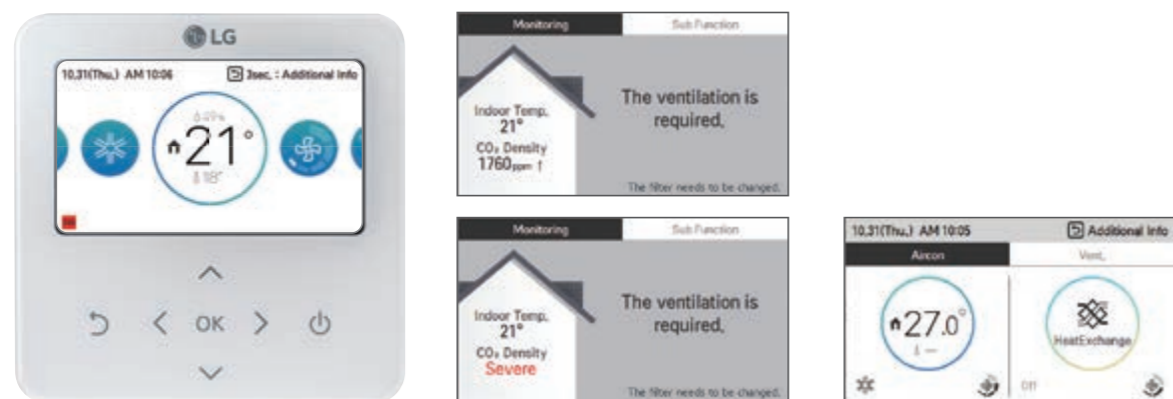 LG
10.31(Thu.) AM 10:06
3sec. : Additional Info
21°
18°
OK
Monitoring
Sub Function
Indoor Temp.
21°
CO₂ Density
1760ppm ↑
The ventilation is
required.
The filter needs to be changed.
Monitoring
Sub Function
Indoor Temp.
21°
CO₂ Density
Severe
The ventilation is
required.
The filter needs to be changed.
10.31(Thu.) AM 10:05
Additional Info
Aircon
Vent.
27.0°
HeatExchange
Off